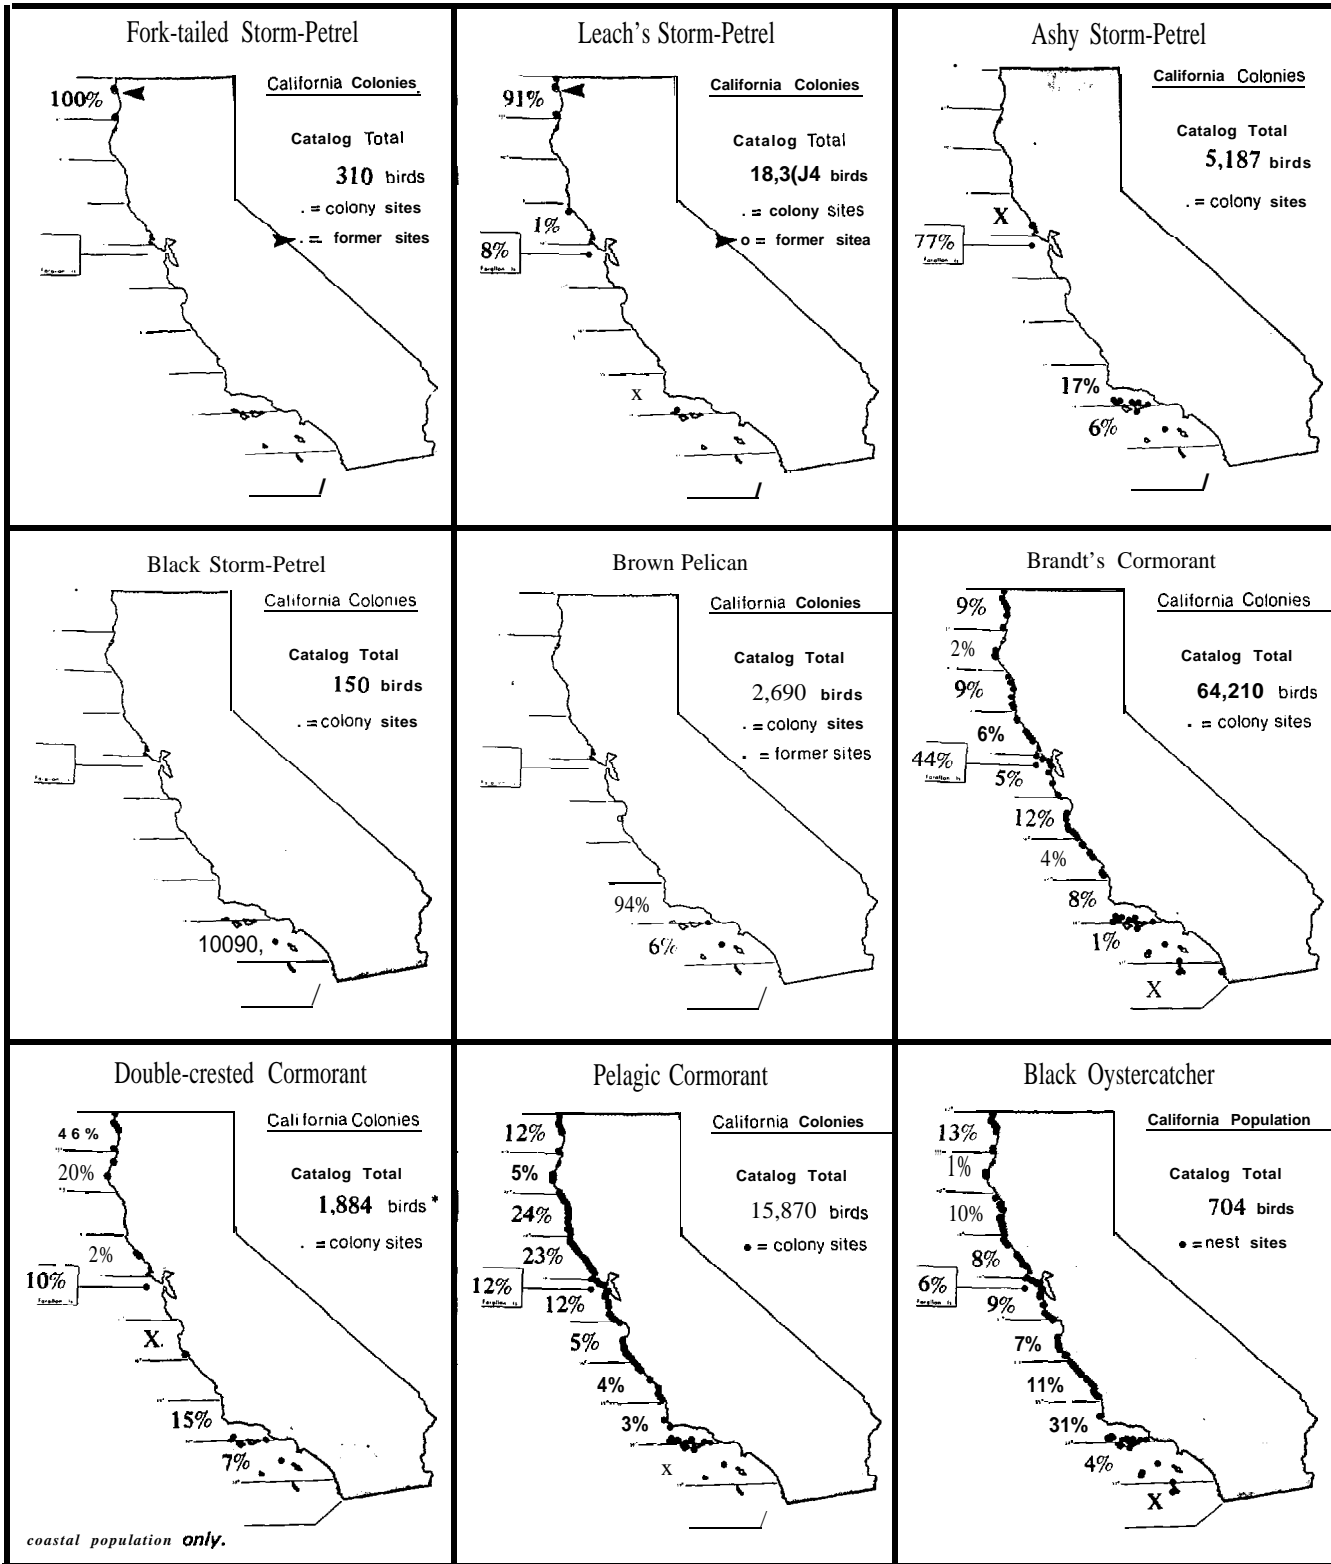 Fork-tailed Storm-Petrel
California Colonies
100%
Catalog Total
310 birds
. = colony sites
. = former sites
Leach's Storm-Petrel
California Colonies
91%
Catalog Total
18,3(J4 birds
. = colony sites
1%
o = former sitea
8%
x
Ashy Storm-Petrel
California Colonies
Catalog Total
5,187 birds
. = colony sites
X
77%
17%
6%
Black Storm-Petrel
California Colonies
Catalog Total
150 birds
. = colony sites
10090,
Brown Pelican
California Colonies
Catalog Total
2,690 birds
. = colony sites
. = former sites
94%
6%
Brandt's Cormorant
California Colonies
9%
2%
Catalog Total
9%
64,210 birds
. = colony sites
6%
44%
5%
12%
4%
8%
1%
X
Double-crested Cormorant
California Colonies
46%
20%
Catalog Total
1,884 birds*
. = colony sites
2%
10%
X
15%
7%
coastal population only.
Pelagic Cormorant
California Colonies
12%
5%
Catalog Total
24%
15,870 birds
• = colony sites
23%
12%
12%
5%
4%
3%
x
Black Oystercatcher
California Population
13%
1%
Catalog Total
10%
704 birds
• = nest sites
8%
6%
9%
7%
11%
31%
4%
X